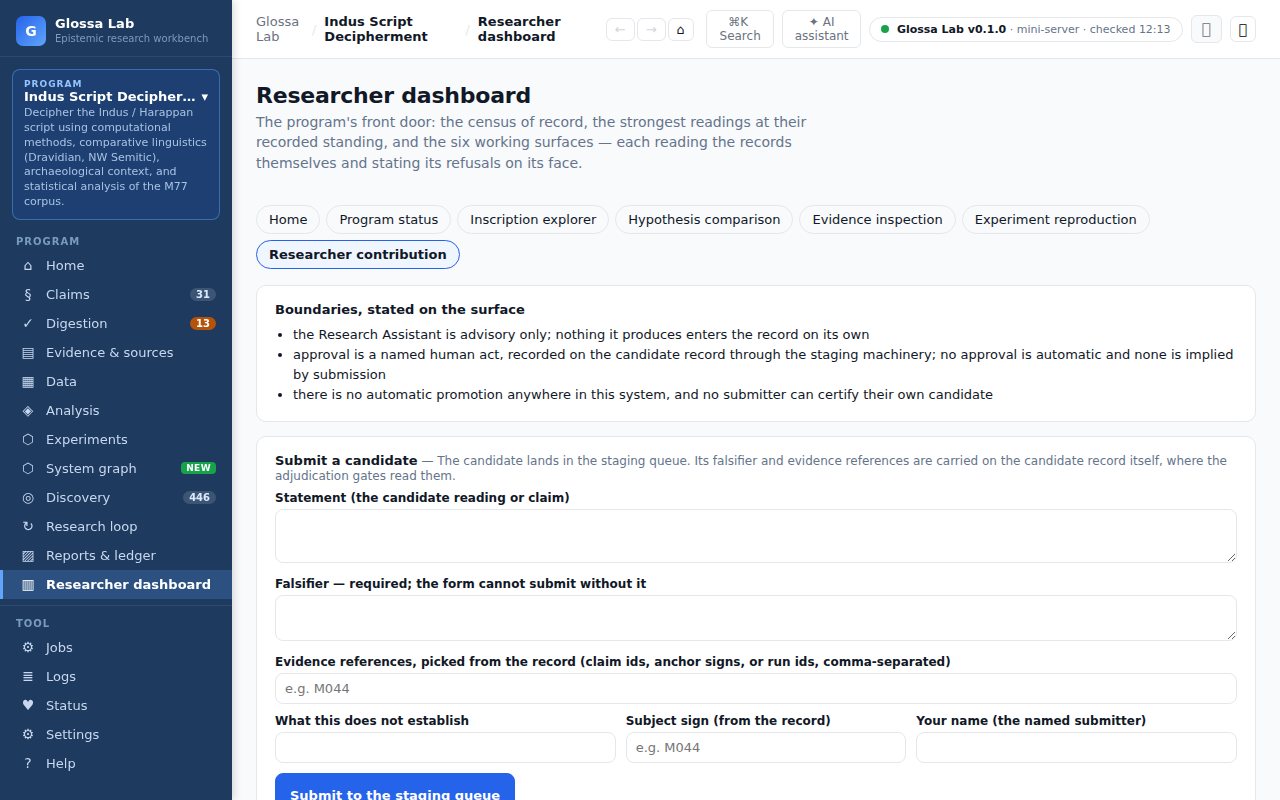 G
Glossa Lab
Epistemic research workbench
PROGRAM
Indus Script Decipher... ▾
Decipher the Indus / Harappan
script using computational
methods, comparative linguistics
(Dravidian, NW Semitic),
archaeological context, and
statistical analysis of the M77
corpus.
PROGRAM
Home
Claims 31
Digestion 13
Evidence & sources
Data
Analysis
Experiments
System graph NEW
Discovery 446
Research loop
Reports & ledger
Researcher dashboard
TOOL
Jobs
Logs
Status
Settings
Help
Glossa Lab / Indus Script Decipherment / Researcher dashboard
⌘K Search
✦ AI assistant
Glossa Lab v0.1.0 · mini-server · checked 12:13
Researcher dashboard
The program's front door: the census of record, the strongest readings at their
recorded standing, and the six working surfaces — each reading the records
themselves and stating its refusals on its face.
Home Program status Inscription explorer Hypothesis comparison Evidence inspection Experiment reproduction
Researcher contribution
Boundaries, stated on the surface
• the Research Assistant is advisory only; nothing it produces enters the record on its own
• approval is a named human act, recorded on the candidate record through the staging machinery; no approval is automatic and none is implied
by submission
• there is no automatic promotion anywhere in this system, and no submitter can certify their own candidate
Submit a candidate — The candidate lands in the staging queue. Its falsifier and evidence references are carried on the candidate record itself, where the
adjudication gates read them.
Statement (the candidate reading or claim)
Falsifier — required; the form cannot submit without it
Evidence references, picked from the record (claim ids, anchor signs, or run ids, comma-separated)
e.g. M044
What this does not establish Subject sign (from the record) Your name (the named submitter)
e.g. M044
Submit to the staging queue